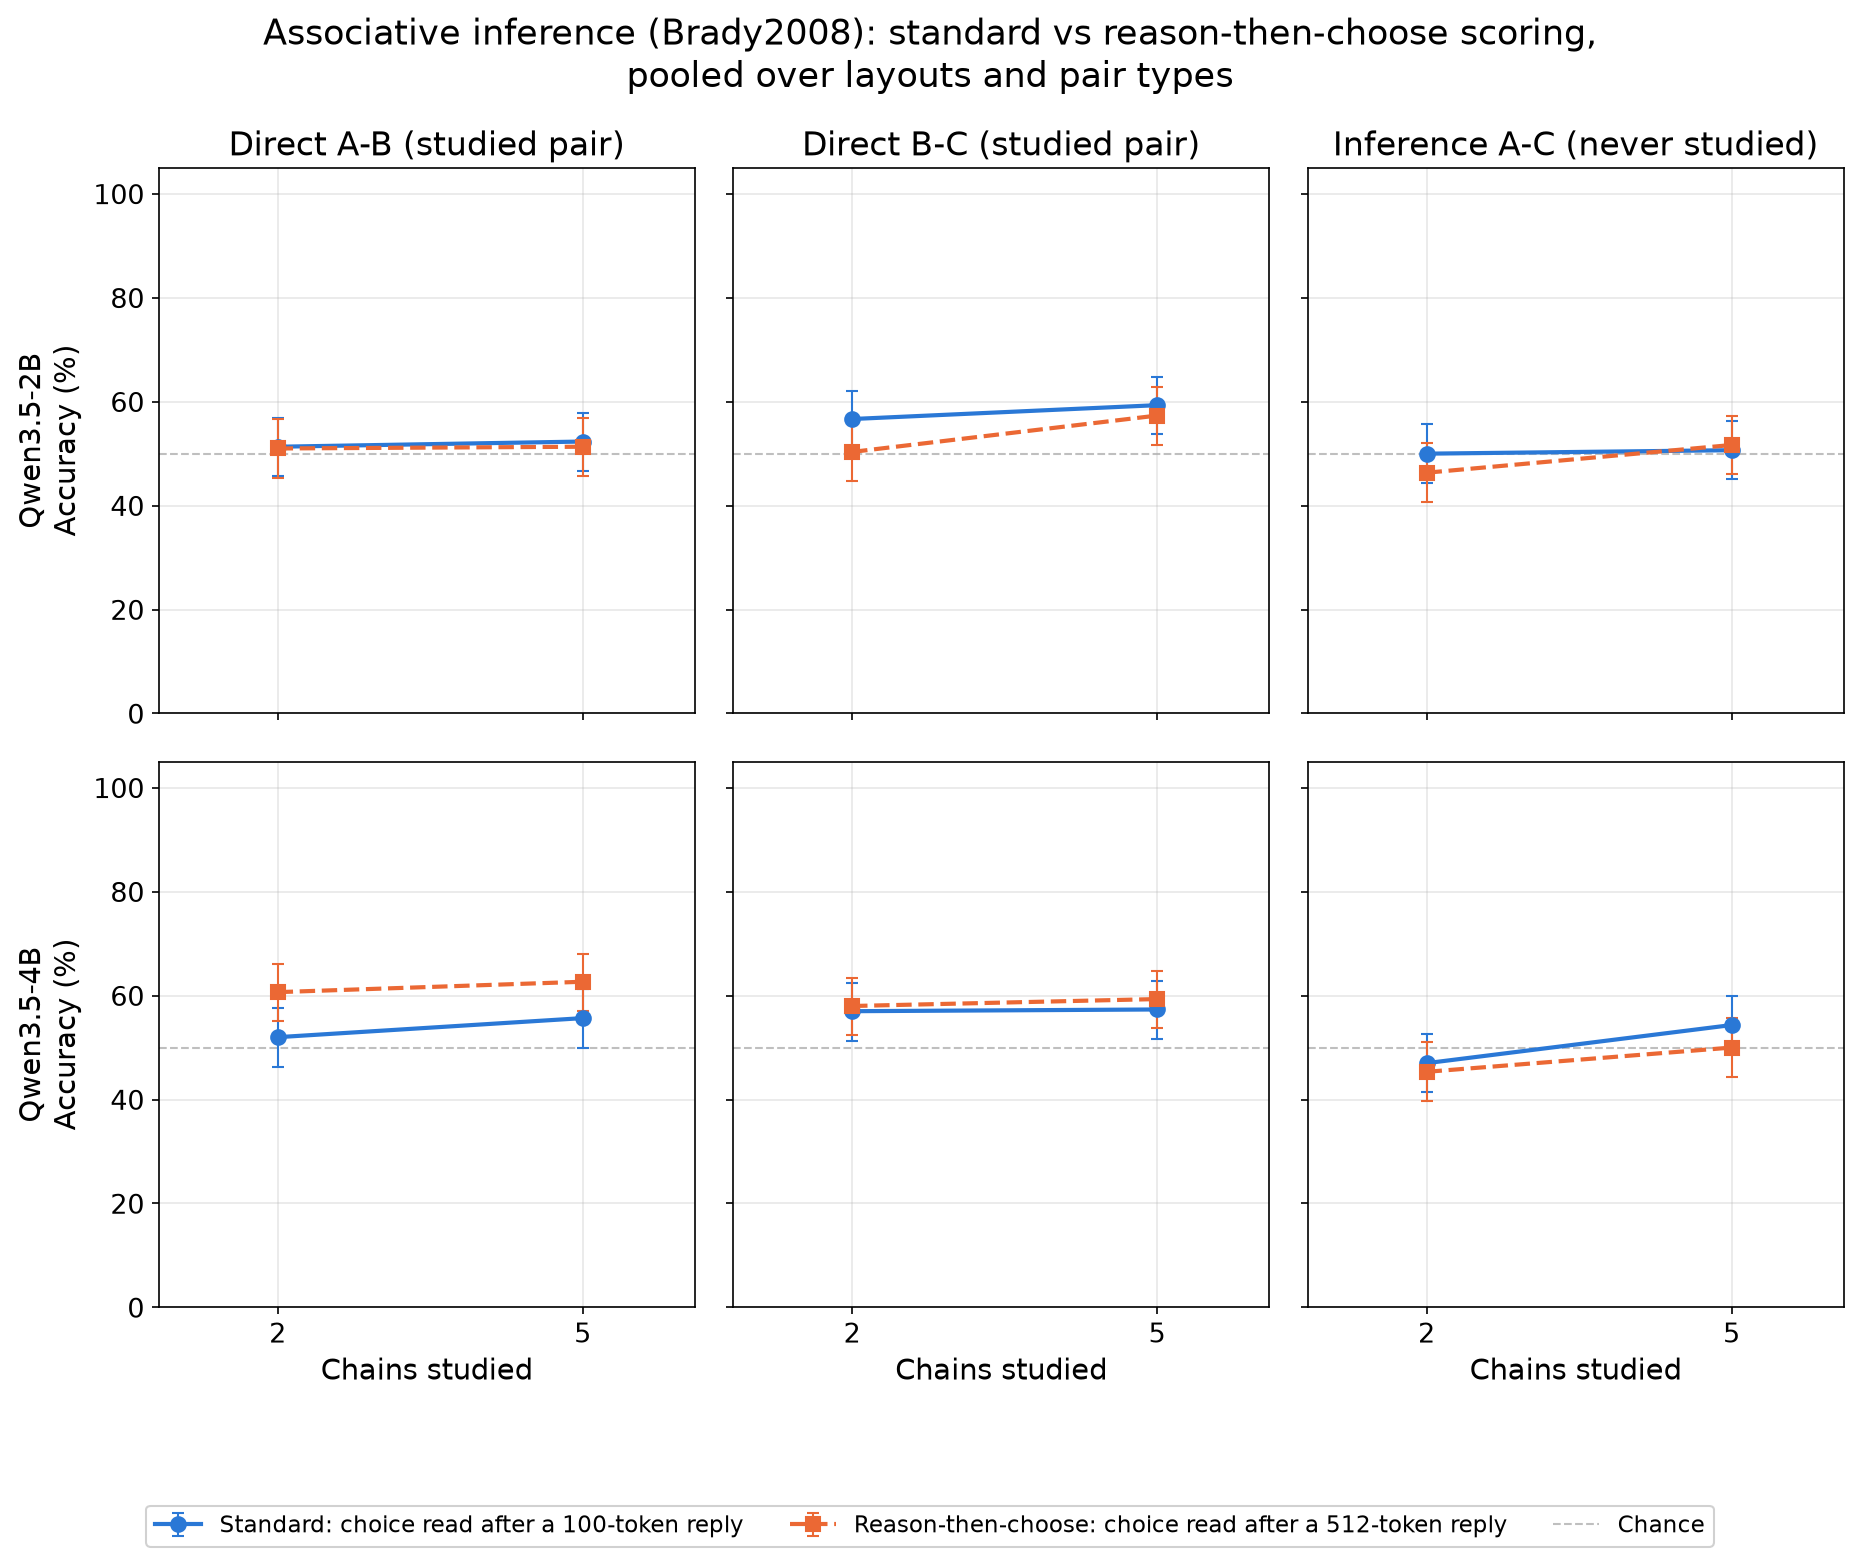 Associative inference (Brady2008): standard vs reason-then-choose scoring,
pooled over layouts and pair types
Direct A-B (studied pair)
Direct B-C (studied pair)
Inference A-C (never studied)
Qwen3.5-2B
Accuracy (%)
100
80
60
40
20
0
Qwen3.5-4B
Accuracy (%)
100
80
60
40
20
0
2
5
2
5
2
5
Chains studied
Chains studied
Chains studied
Standard: choice read after a 100-token reply
Reason-then-choose: choice read after a 512-token reply
Chance